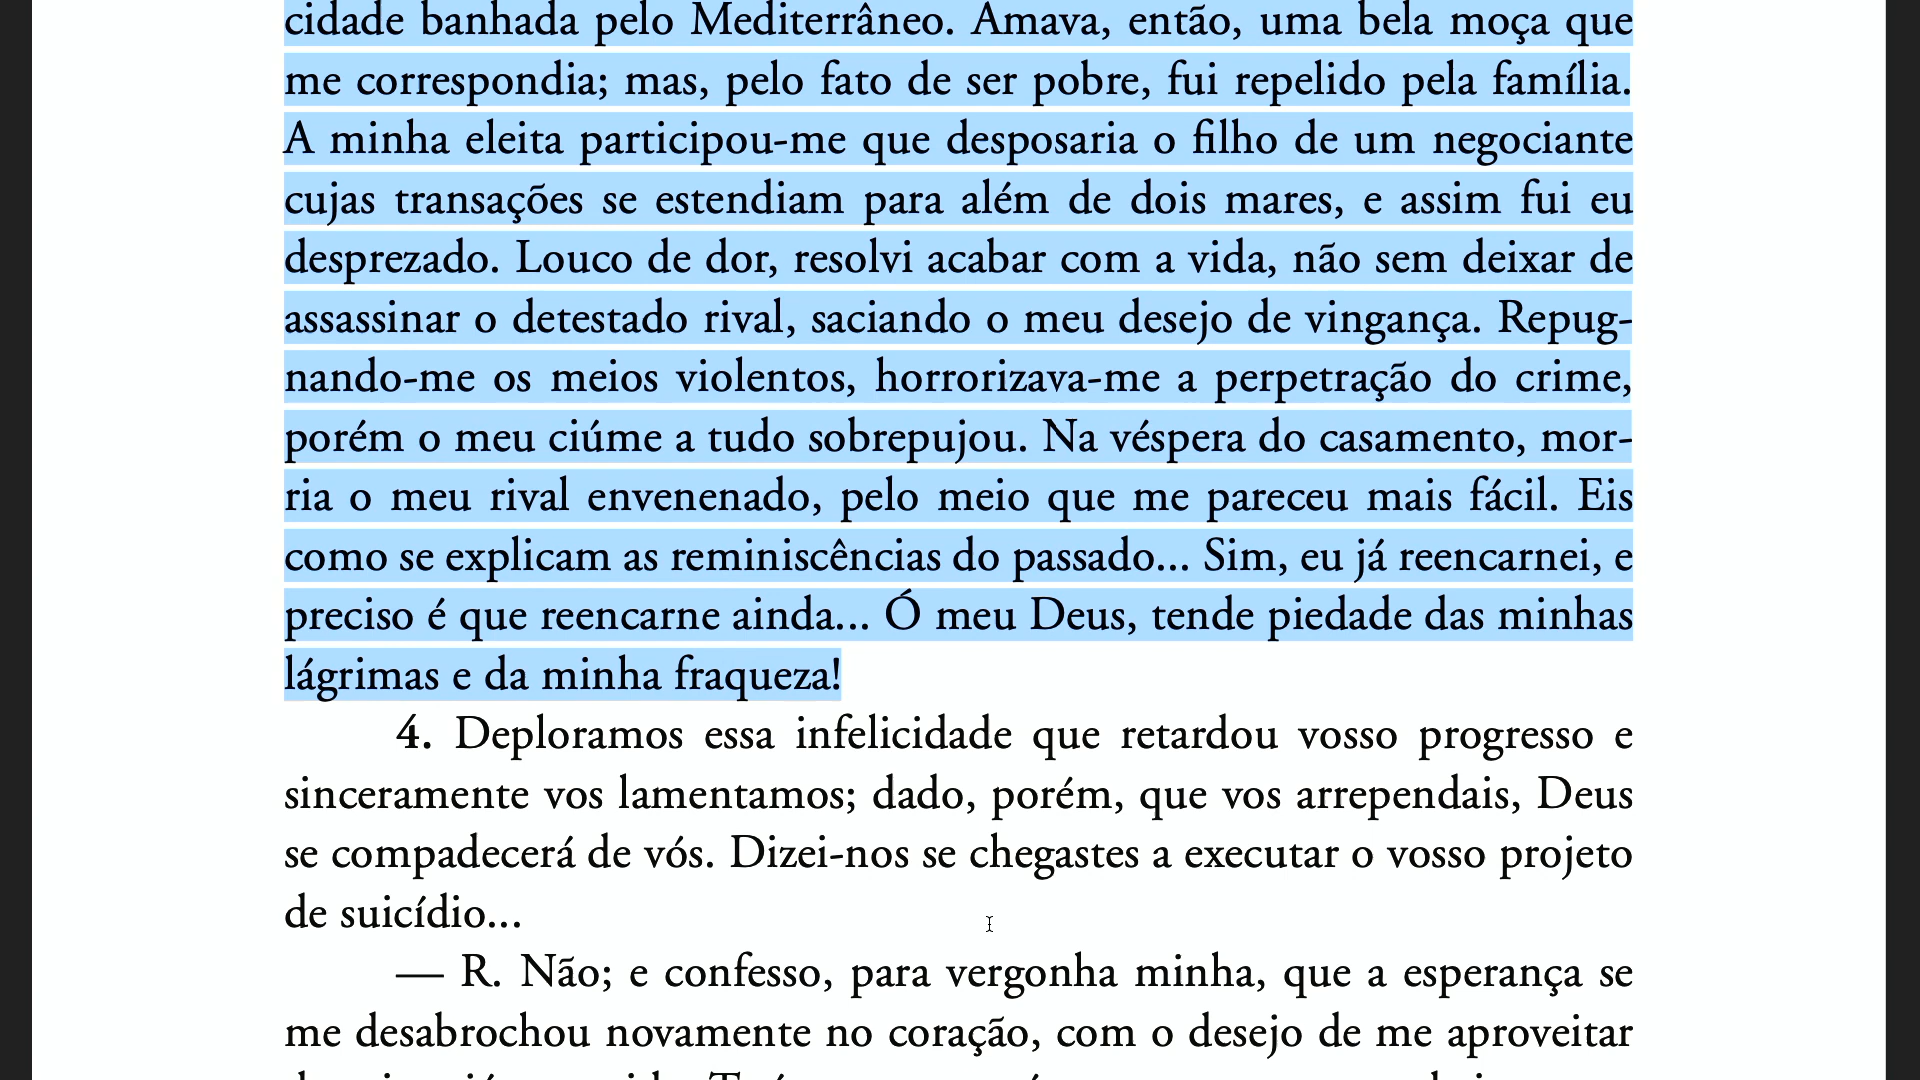 cidade banhada pelo Mediterrâneo. Amava, então, uma bela moça que
me correspondia; mas, pelo fato de ser pobre, fui repelido pela família.
A minha eleita participou-me que desposaria o filho de um negociante
cujas transações se estendiam para além de dois mares, e assim fui eu
desprezado. Louco de dor, resolvi acabar com a vida, não sem deixar de
assassinar o detestado rival, saciando o meu desejo de vingança. Repug-
nando-me os meios violentos, horrorizava-me a perpetração do crime,
porém o meu ciúme a tudo sobrepujou. Na véspera do casamento, mor-
ria o meu rival envenenado, pelo meio que me pareceu mais fácil. Eis
como se explicam as reminiscências do passado... Sim, eu já reencarnei, e
preciso é que reencarne ainda... Ó meu Deus, tende piedade das minhas
lágrimas e da minha fraqueza!
4. Deploramos essa infelicidade que retardou vosso progresso e
sinceramente vos lamentamos; dado, porém, que vos arrependais, Deus
se compadecerá de vós. Dizei-nos se chegastes a executar o vosso projeto
de suicídio...
— R. Não; e confesso, para vergonha minha, que a esperança se
me desabrochou novamente no coração, com o desejo de me aproveitar